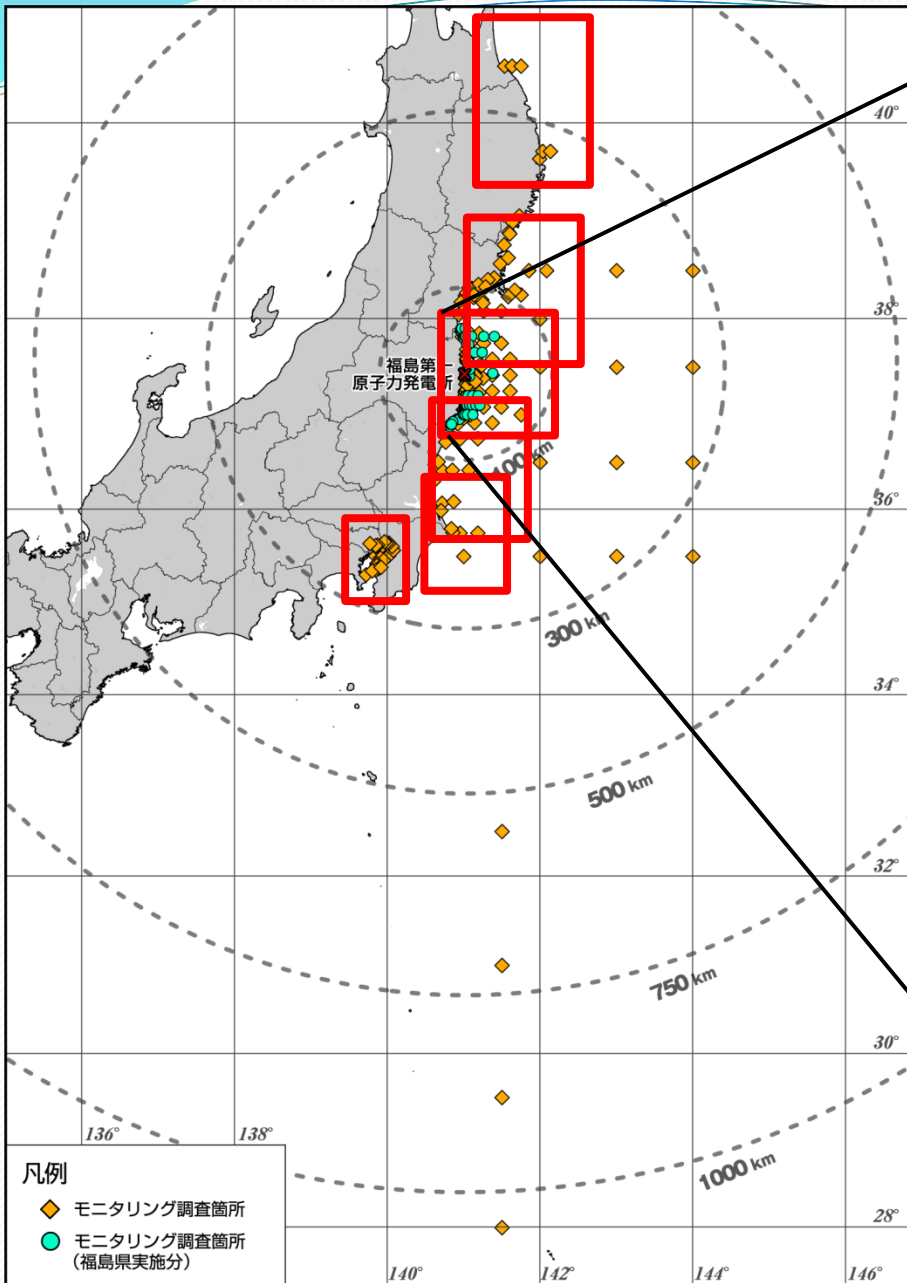 40°
38°
福島第一
原子力発電所
100 km
36°
300 km
34°
500 km
32°
750 km
30°
136°
138°
1000 km
凡例
モニタリング調査箇所
モニタリング調査箇所
(福島県実施分)
28°
140°
142°
144°
146°